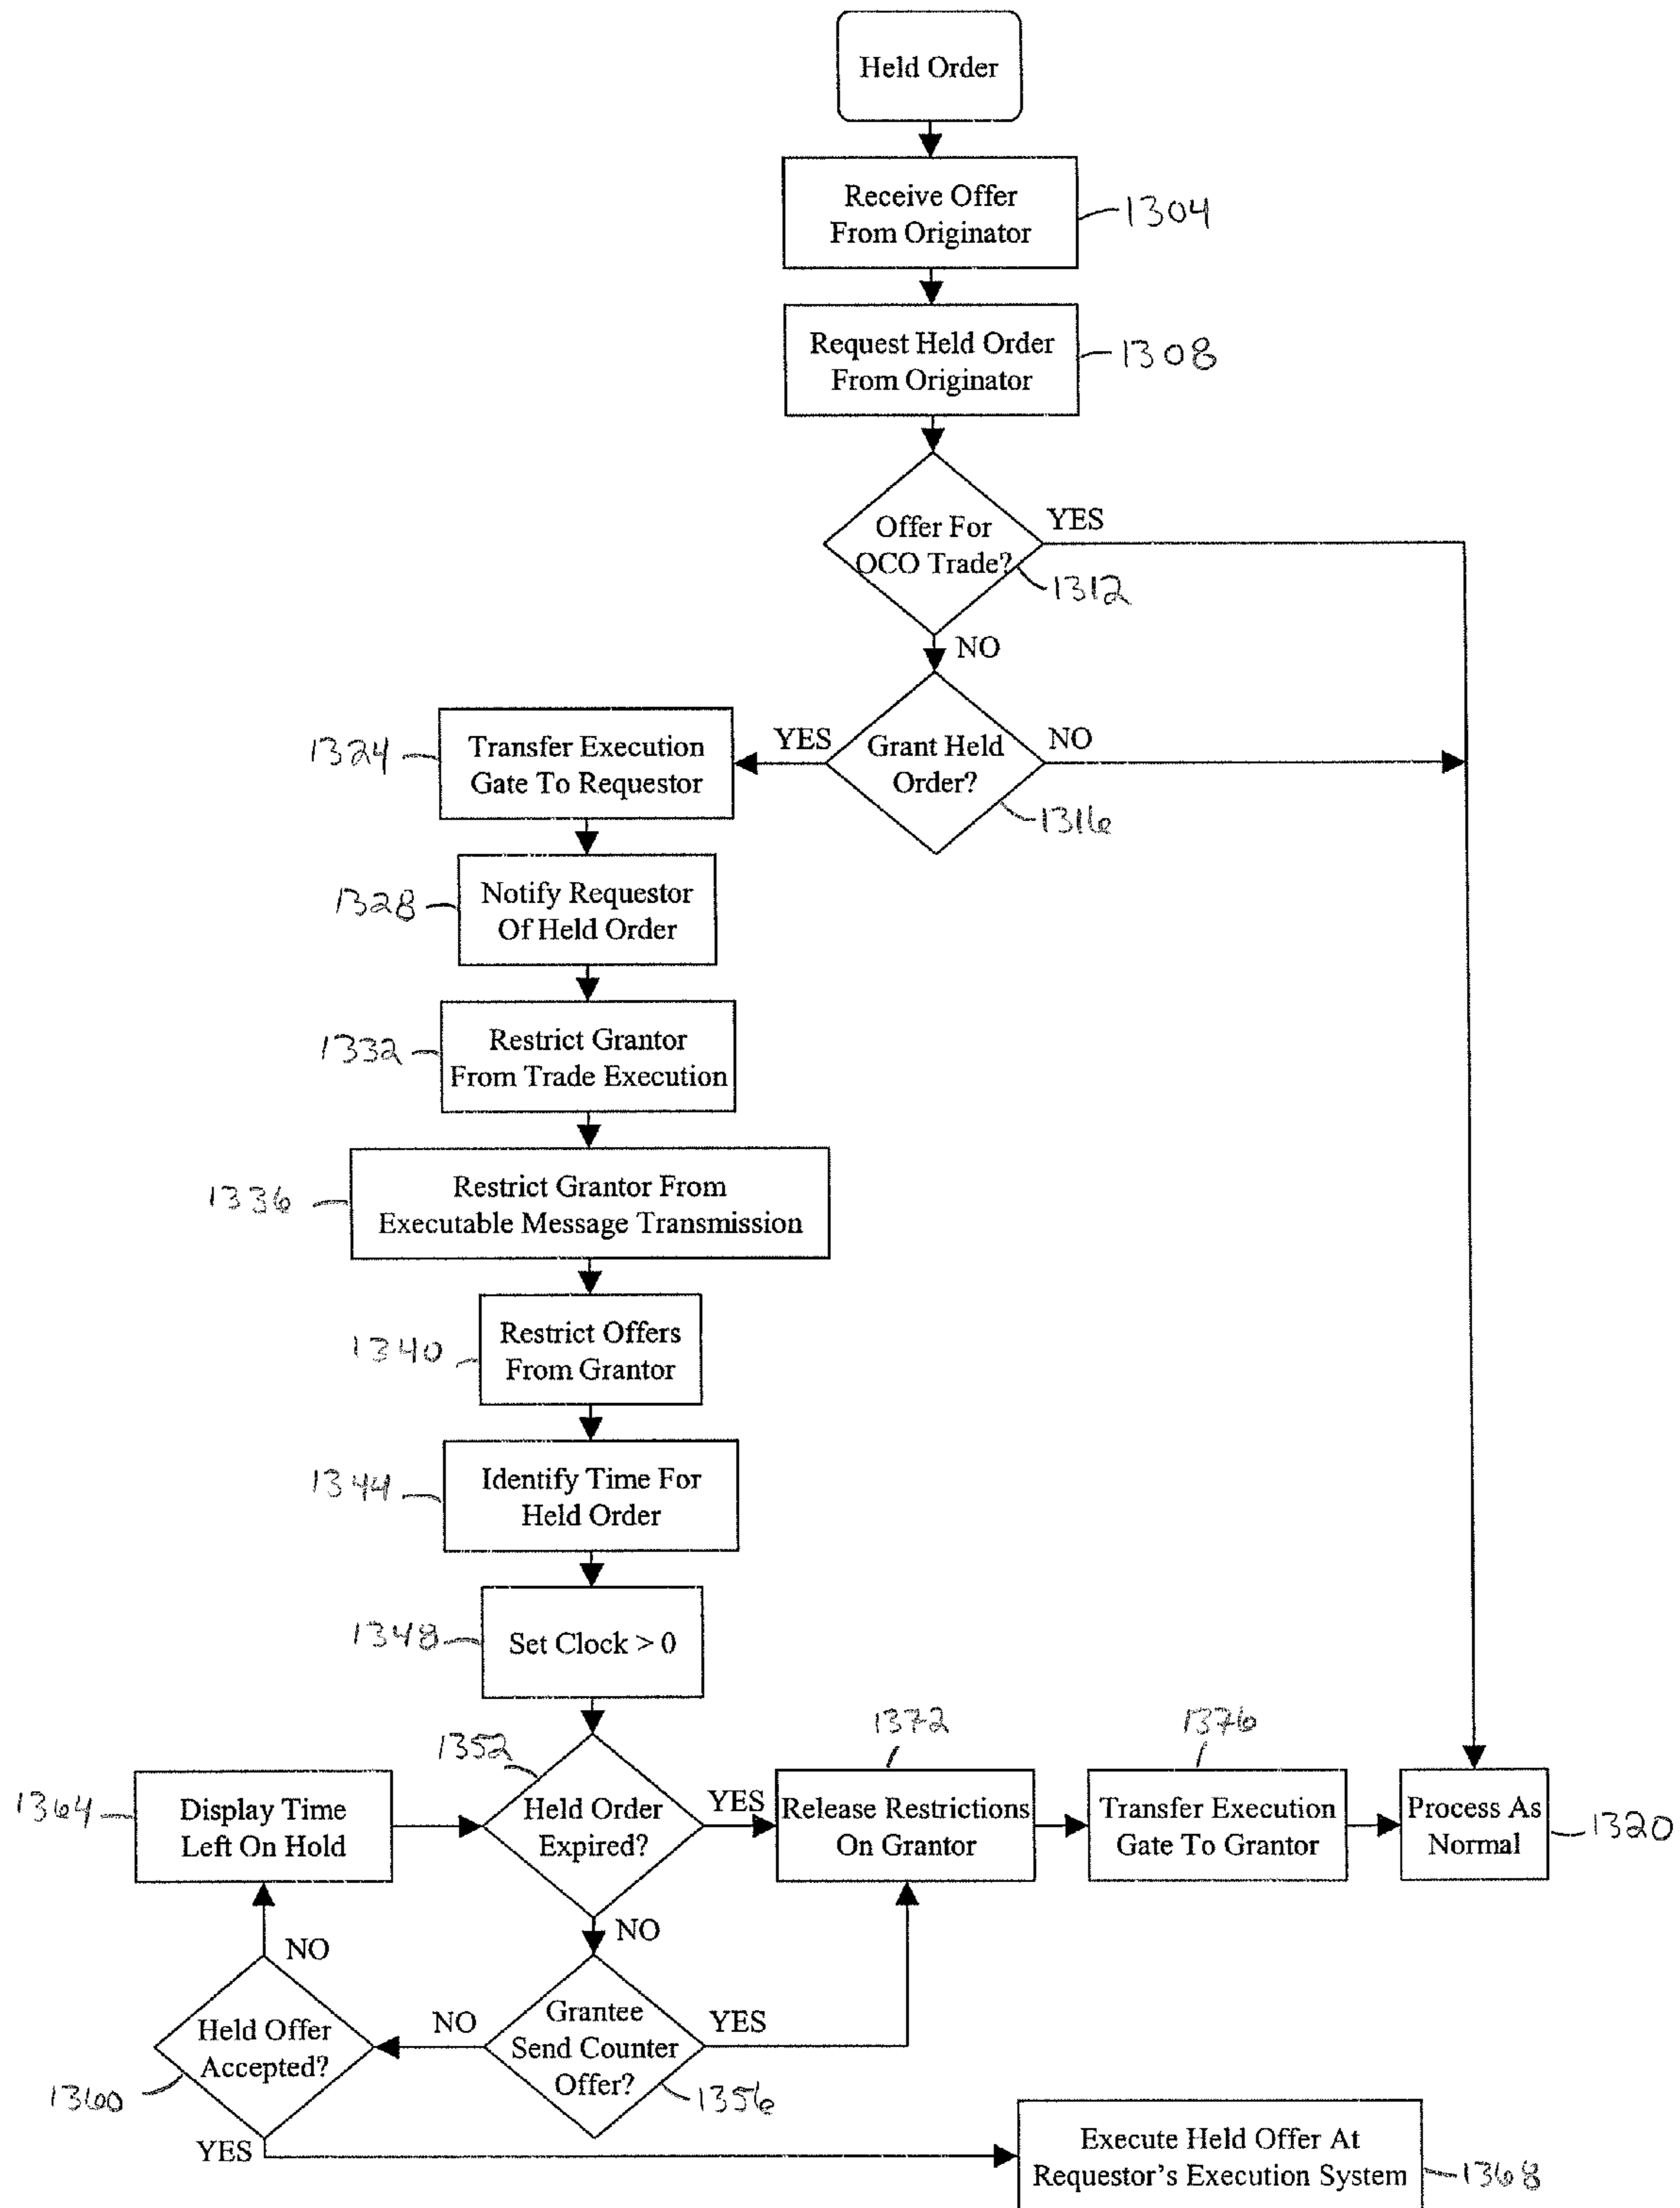 Held Order
Receive Offer
From Originator
1304
Request Held Order
From Originator
1308
Offer For
OCO Trade?
YES
1312
NO
Grant Held
Order?
YES
NO
1316
1324
Transfer Execution
Gate To Requestor
1328
Notify Requestor
Of Held Order
1332
Restrict Grantor
From Trade Execution
1336
Restrict Grantor From
Executable Message Transmission
1340
Restrict Offers
From Grantor
1344
Identify Time For
Held Order
1348
Set Clock > 0
1352
1372
1376
1364
Display Time
Left On Hold
Held Order
Expired?
YES
Release Restrictions
On Grantor
Transfer Execution
Gate To Grantor
Process As
Normal
1320
NO
NO
Held Offer
Accepted?
1360
NO
Grantee
Send Counter
Offer?
YES
1356
YES
Execute Held Offer At
Requestor's Execution System
1368